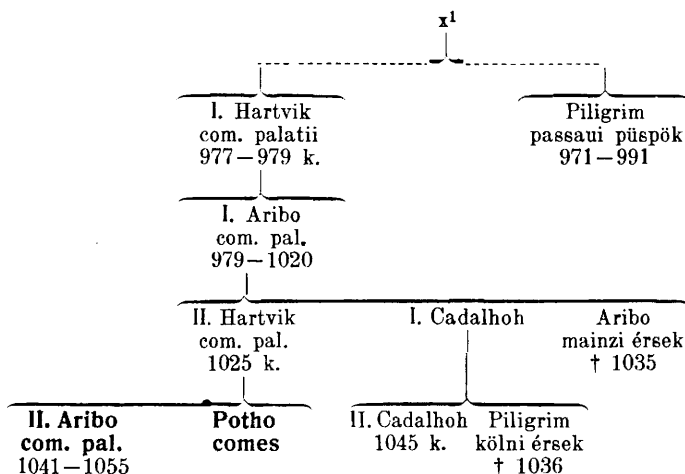 x¹
I. Hartvik
com. palatii
977—979 k.
Piligrim
passaui püspök
971—991
I. Aribo
com. pal.
979—1020
II. Hartvik
com. pal.
1025 k.
I. Cadalhoh
Aribo
mainzi érsek
† 1035
II. Aribo
com. pal.
1041—1055
Potho
comes
II. Cadalhoh
1045 k.
Piligrim
kölni érsek
† 1036